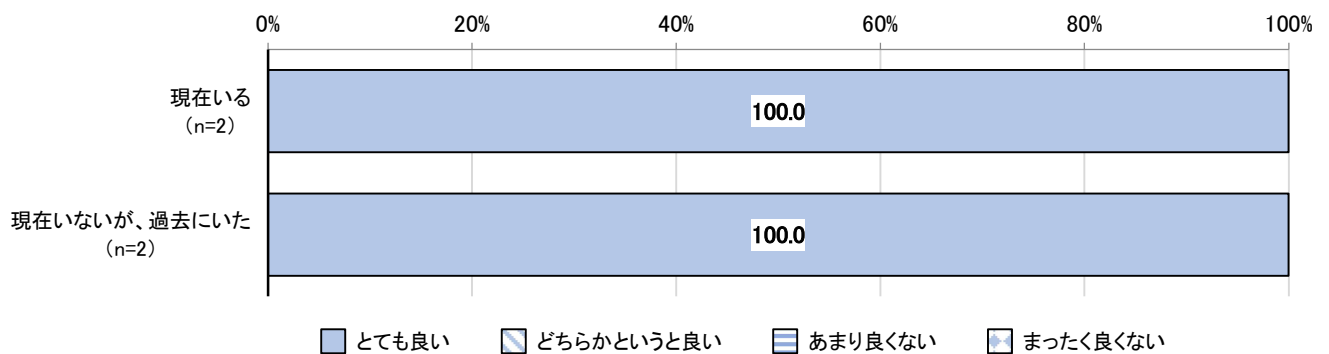 0% 20% 40% 60% 80% 100%
現在いる
（n=2）
100.0
現在いないが、過去にいた
（n=2）
100.0
とても良い どちらかというと良い あまり良くない まったく良くない